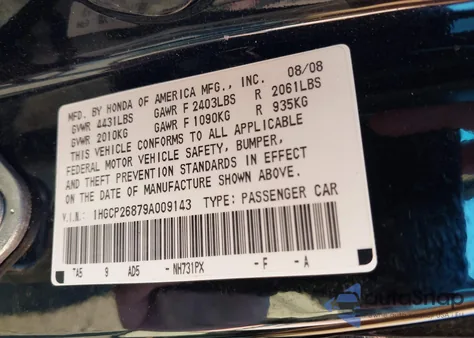 MFD. BY HONDA OF AMERICA MFG., INC. 08/08
GVWR 4431LBS GAWR F 2403LBS R 2061LBS
GVWR 2010KG GAWR F 1090KG R 935KG
THIS VEHICLE CONFORMS TO ALL APPLICABLE
FEDERAL MOTOR VEHICLE SAFETY, BUMPER,
AND THEFT PREVENTION STANDARDS IN EFFECT
ON THE DATE OF MANUFACTURE SHOWN ABOVE.
V.I.N.: 1HGCP26879A009143 TYPE: PASSENGER CAR
TA5 9 AD5 - NH731PX - F - A